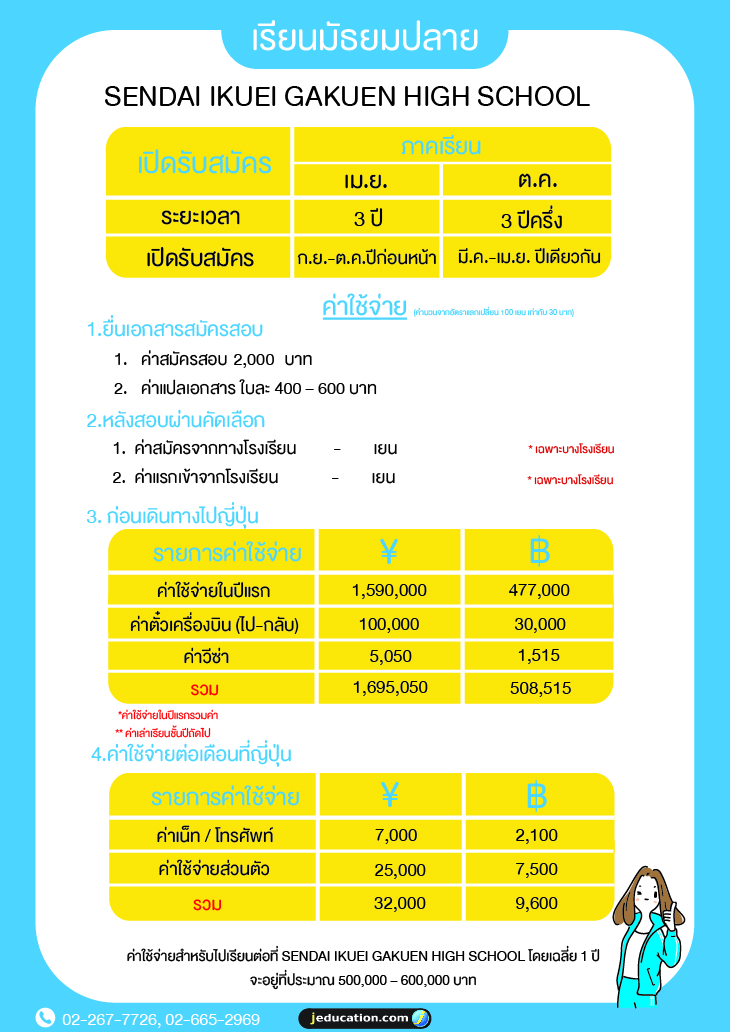 เรียนมัธยมปลาย
SENDAI IKUEI GAKUEN HIGH SCHOOL
เปิดรับสมัคร ภาคเรียน
เม.ย. ต.ค.
ระยะเวลา 3 ปี 3 ปีครึ่ง
เปิดรับสมัคร ก.ย.-ต.ค.ปีก่อนหน้า มี.ค.-เม.ย. ปีเดียวกัน
ค่าใช้จ่าย (คำนวนจากอัตราแลกเปลี่ยน 100 เยน เท่ากับ 30 บาท)
1.ยื่นเอกสารสมัครสอบ
1. ค่าสมัครสอบ 2,000 บาท
2. ค่าแปลเอกสาร ใบละ 400 – 600 บาท
2.หลังสอบผ่านคัดเลือก
1. ค่าสมัครจากทางโรงเรียน - เยน * เฉพาะบางโรงเรียน
2. ค่าแรกเข้าจากโรงเรียน - เยน * เฉพาะบางโรงเรียน
3. ก่อนเดินทางไปญี่ปุ่น
รายการค่าใช้จ่าย ¥ ฿
ค่าใช้จ่ายในปีแรก 1,590,000 477,000
ค่าตั๋วเครื่องบิน (ไป-กลับ) 100,000 30,000
ค่าวีซ่า 5,050 1,515
รวม 1,695,050 508,515
*ค่าใช้จ่ายในปีแรกรวมค่า
** ค่าเล่าเรียนชั้นปีถัดไป
4.ค่าใช้จ่ายต่อเดือนที่ญี่ปุ่น
รายการค่าใช้จ่าย ¥ ฿
ค่าเน็ท / โทรศัพท์ 7,000 2,100
ค่าใช้จ่ายส่วนตัว 25,000 7,500
รวม 32,000 9,600
ค่าใช้จ่ายสำหรับไปเรียนต่อที่ SENDAI IKUEI GAKUEN HIGH SCHOOL โดยเฉลี่ย 1 ปี
จะอยู่ที่ประมาณ 500,000 – 600,000 บาท
02-267-7726, 02-665-2969 jeducation.com